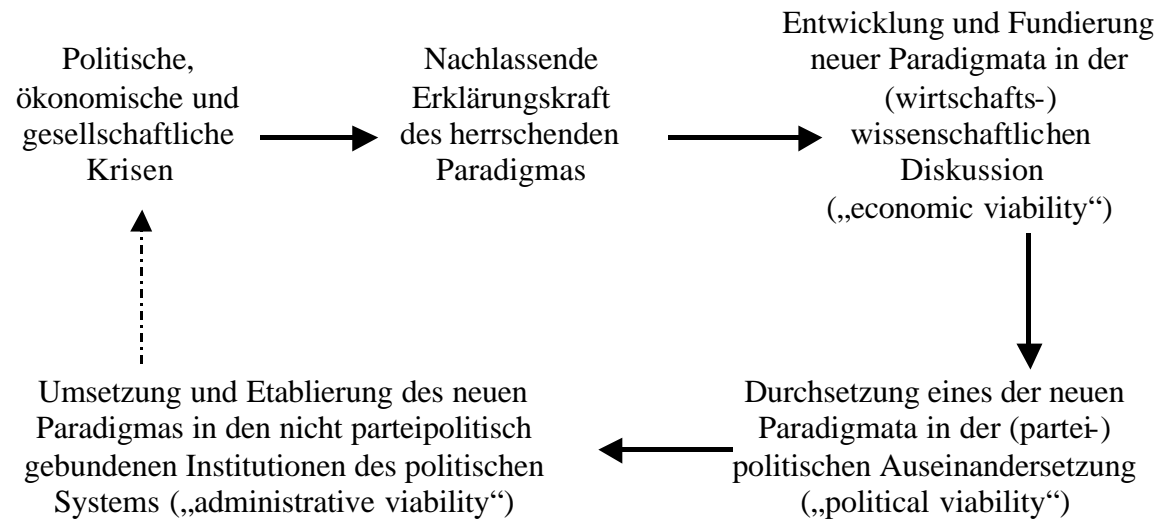 Politische,
ökonomische und
gesellschaftliche
Krisen
Nachlassende
Erklärungskraft
des herrschenden
Paradigmas
Entwicklung und Fundierung
neuer Paradigmata in der
(wirtschafts-)
wissenschaftlichen
Diskussion
(„economic viability“)
Durchsetzung eines der neuen
Paradigmata in der (partei-)
politischen Auseinandersetzung
(„political viability“)
Umsetzung und Etablierung des neuen
Paradigmas in den nicht parteipolitisch
gebundenen Institutionen des politischen
Systems („administrative viability“)